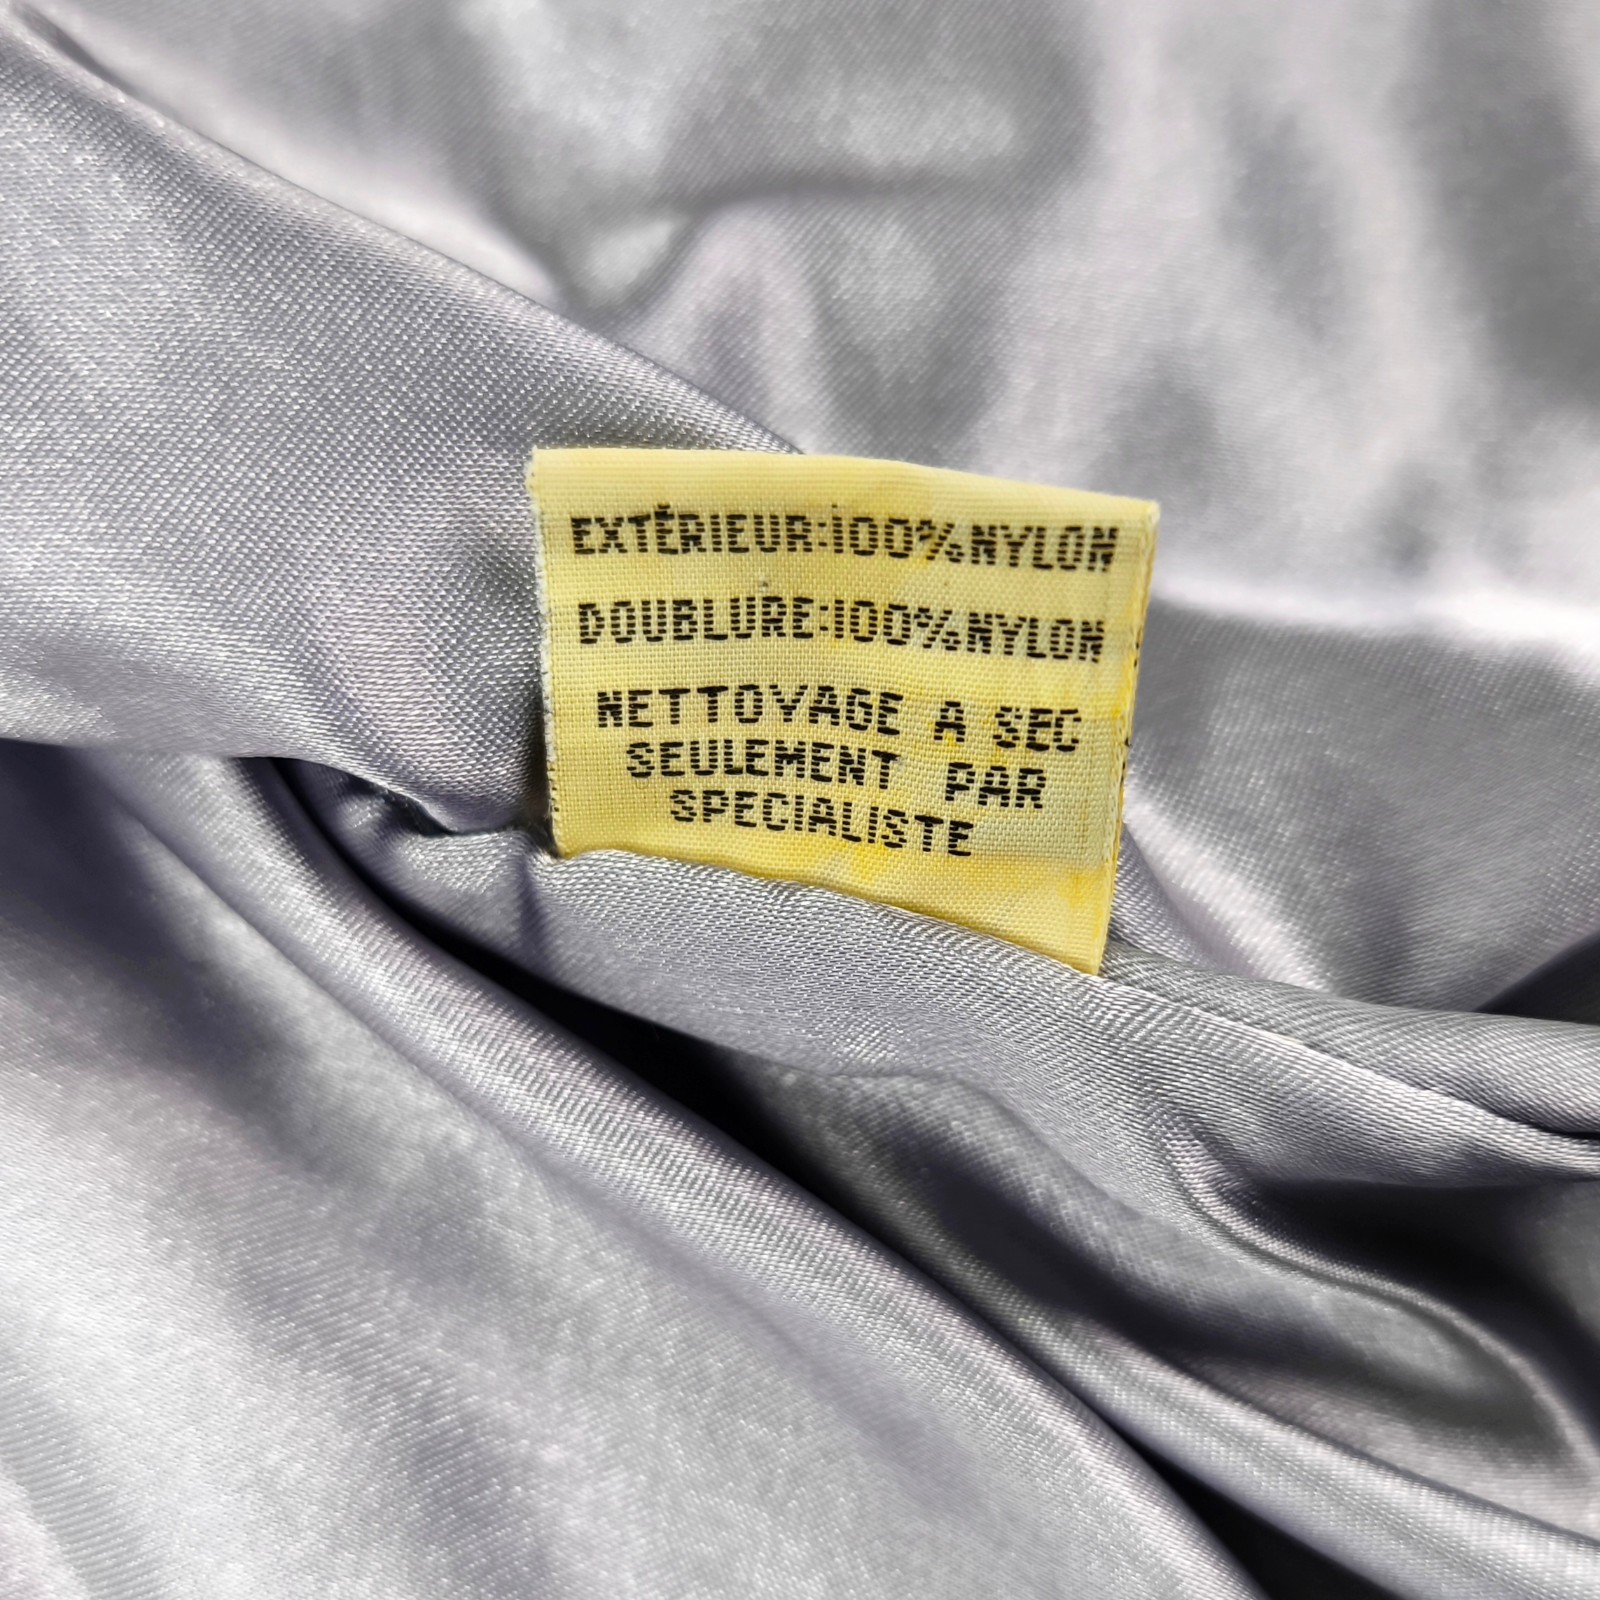 EXTÉRIEUR:100%NYLON
DOUBLURE:100%NYLON
NETTOYAGE A SEC
SEULEMENT PAR
SPECIALISTE